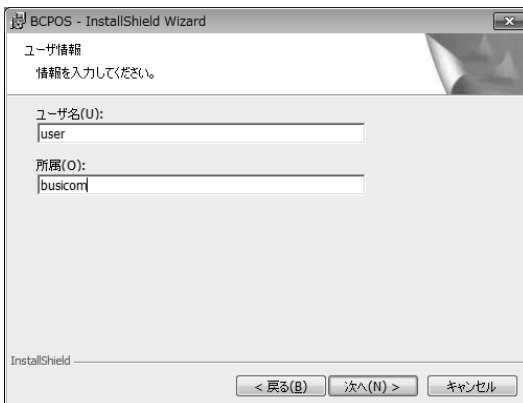 BCPOS - InstallShield Wizard
ユーザ情報
情報を入力してください。
ユーザ名(U):
user
所属(O):
busicom
InstallShield
< 戻る(B) 次へ(N) > キャンセル